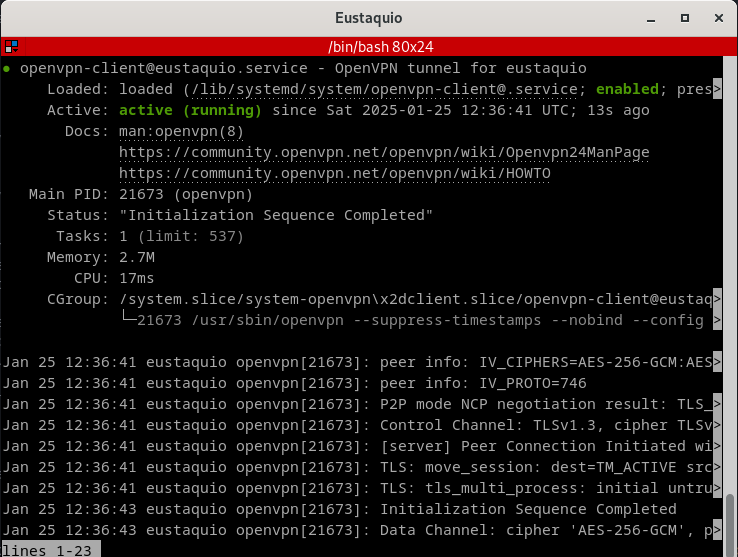 Eustaquio
/bin/bash 80x24
● openvpn-client@eustaquio.service - OpenVPN tunnel for eustaquio
Loaded: loaded (/lib/systemd/system/openvpn-client@.service; enabled; pres>
Active: active (running) since Sat 2025-01-25 12:36:41 UTC; 13s ago
Docs: man:openvpn(8)
https://community.openvpn.net/openvpn/wiki/Openvpn24ManPage
https://community.openvpn.net/openvpn/wiki/HOWTO
Main PID: 21673 (openvpn)
Status: "Initialization Sequence Completed"
Tasks: 1 (limit: 537)
Memory: 2.7M
CPU: 17ms
CGroup: /system.slice/system-openvpn\x2dclient.slice/openvpn-client@eustaq>
└─21673 /usr/sbin/openvpn --suppress-timestamps --nobind --config >
Jan 25 12:36:41 eustaquio openvpn[21673]: peer info: IV_CIPHERS=AES-256-GCM:AES>
Jan 25 12:36:41 eustaquio openvpn[21673]: peer info: IV_PROTO=746
Jan 25 12:36:41 eustaquio openvpn[21673]: P2P mode NCP negotiation result: TLS_>
Jan 25 12:36:41 eustaquio openvpn[21673]: Control Channel: TLSv1.3, cipher TLSv>
Jan 25 12:36:41 eustaquio openvpn[21673]: [server] Peer Connection Initiated wi>
Jan 25 12:36:41 eustaquio openvpn[21673]: TLS: move_session: dest=TM_ACTIVE src>
Jan 25 12:36:41 eustaquio openvpn[21673]: TLS: tls_multi_process: initial untru>
Jan 25 12:36:43 eustaquio openvpn[21673]: Initialization Sequence Completed
Jan 25 12:36:43 eustaquio openvpn[21673]: Data Channel: cipher 'AES-256-GCM', p>
lines 1-23